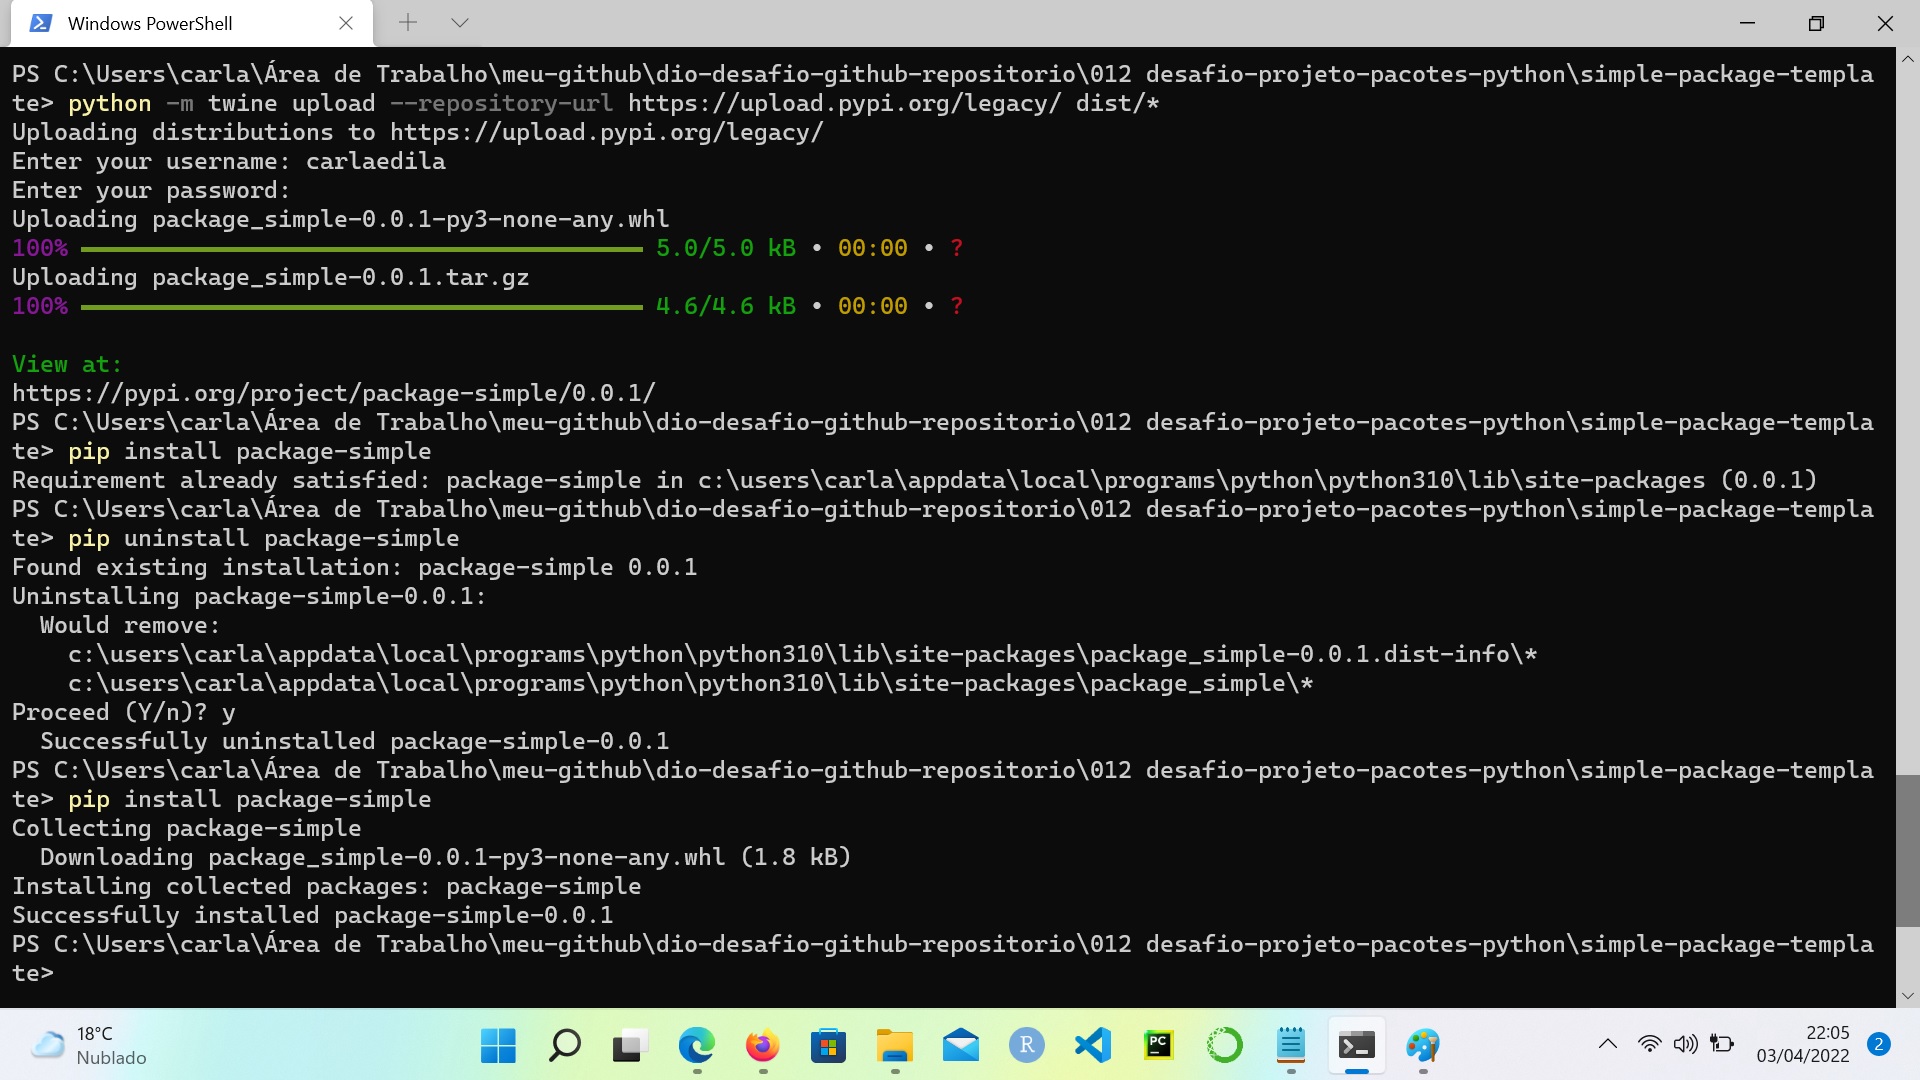 Windows PowerShell
PS C:\Users\carla\Área de Trabalho\meu-github\dio-desafio-github-repositorio\012 desafio-projeto-pacotes-python\simple-package-templa
te> python -m twine upload --repository-url https://upload.pypi.org/legacy/ dist/*
Uploading distributions to https://upload.pypi.org/legacy/
Enter your username: carlaedila
Enter your password:
Uploading package_simple-0.0.1-py3-none-any.whl
100% 5.0/5.0 kB • 00:00 • ?
Uploading package_simple-0.0.1.tar.gz
100% 4.6/4.6 kB • 00:00 • ?
View at:
https://pypi.org/project/package-simple/0.0.1/
PS C:\Users\carla\Área de Trabalho\meu-github\dio-desafio-github-repositorio\012 desafio-projeto-pacotes-python\simple-package-templa
te> pip install package-simple
Requirement already satisfied: package-simple in c:\users\carla\appdata\local\programs\python\python310\lib\site-packages (0.0.1)
PS C:\Users\carla\Área de Trabalho\meu-github\dio-desafio-github-repositorio\012 desafio-projeto-pacotes-python\simple-package-templa
te> pip uninstall package-simple
Found existing installation: package-simple 0.0.1
Uninstalling package-simple-0.0.1:
  Would remove:
    c:\users\carla\appdata\local\programs\python\python310\lib\site-packages\package_simple-0.0.1.dist-info\*
    c:\users\carla\appdata\local\programs\python\python310\lib\site-packages\package_simple\*
Proceed (Y/n)? y
  Successfully uninstalled package-simple-0.0.1
PS C:\Users\carla\Área de Trabalho\meu-github\dio-desafio-github-repositorio\012 desafio-projeto-pacotes-python\simple-package-templa
te> pip install package-simple
Collecting package-simple
  Downloading package_simple-0.0.1-py3-none-any.whl (1.8 kB)
Installing collected packages: package-simple
Successfully installed package-simple-0.0.1
PS C:\Users\carla\Área de Trabalho\meu-github\dio-desafio-github-repositorio\012 desafio-projeto-pacotes-python\simple-package-templa
te>
18°C
Nublado
R
PC
22:05
03/04/2022
2